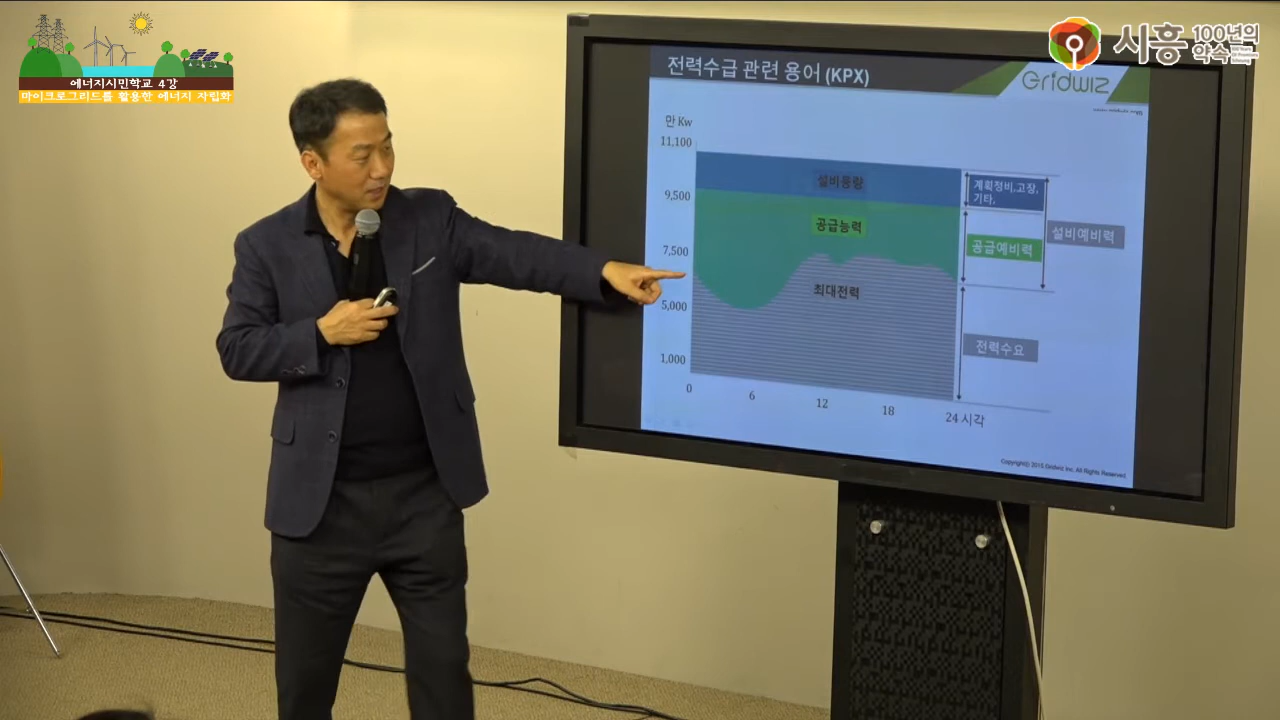 에너지시민학교 4강
마이크로그리드를 활용한 에너지 자립화
시흥 100년의
약속
전력수급 관련 용어 (KPX)
Gridwiz
만 Kw
11,100
9,500
7,500
5,000
1,000
0
6
12
18
24 시각
설비용량
공급능력
최대전력
계획정비,고장,
기타,
공급예비력
설비예비력
전력수요
Copyright(c) 2015 Gridwiz Inc. All Rights Reserved.